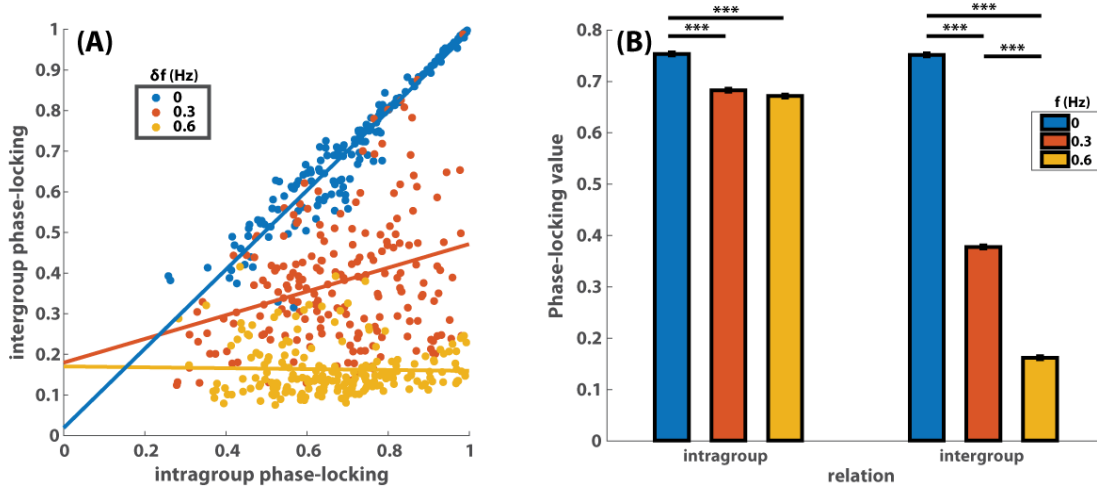 (A)
δf (Hz)
0
0.3
0.6
intergroup phase-locking
1
0.9
0.8
0.7
0.6
0.5
0.4
0.3
0.2
0.1
0
0 0.2 0.4 0.6 0.8 1
intragroup phase-locking
(B)
*** ***
*** ***
***
f (Hz)
0
0.3
0.6
Phase-locking value
0.8
0.7
0.6
0.5
0.4
0.3
0.2
0.1
0
intragroup intergroup
relation